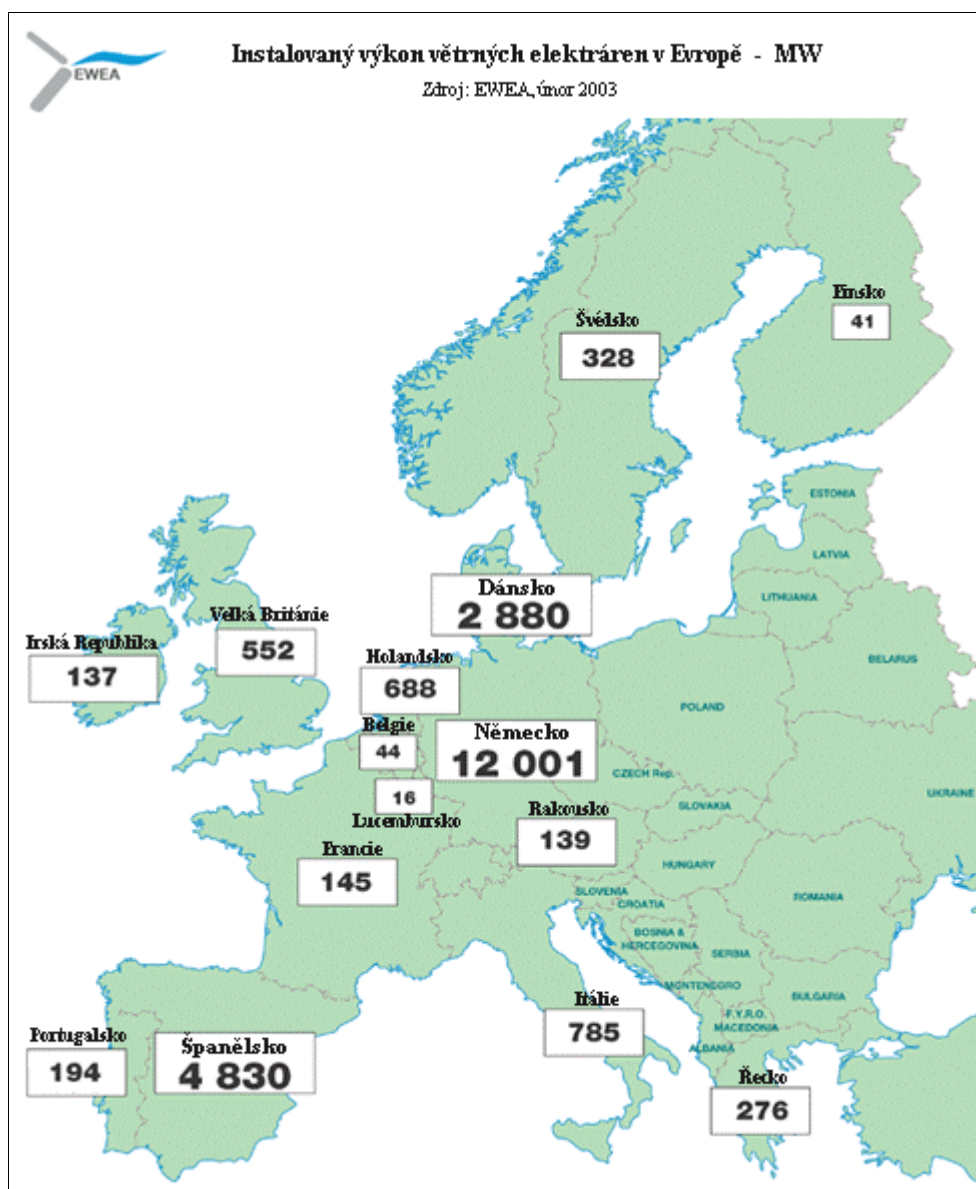 EWEA
Instalovaný výkon větrných elektráren v Evropě - MW
Zdroj: EWEA, únor 2003
Finsko
41
Švédsko
328
ESTONIA
LATVIA
LITHUANIA
Dánsko
2 880
Velká Británie
552
Irská Republika
137
BELARUS
Holandsko
688
POLAND
Belgie
44
Německo
12 001
CZECH Rep.
16
Lucembursko
UKRAINE
SLOVAKIA
Rakousko
139
Francie
145
HUNGARY
SLOVENIA
CROATIA
ROMANIA
BOSNIA &
HERCEGOVINA
SERBIA
MONTENEGRO
BULGARIA
Itálie
785
F.Y.R.O.
MACEDONIA
ALBANIA
Portugalsko
194
Španělsko
4 830
Řecko
276